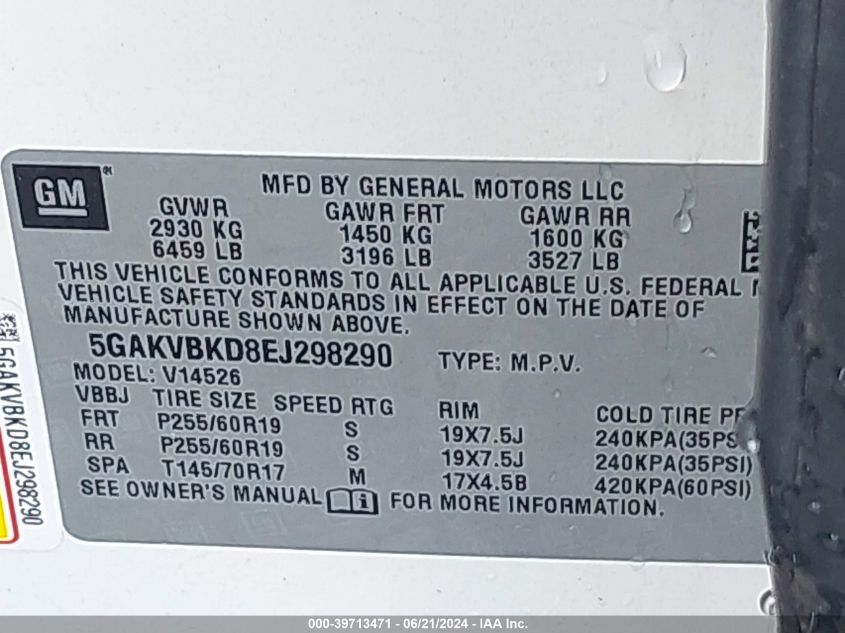 GM
MFD BY GENERAL MOTORS LLC
GVWR GAWR FRT GAWR RR
2930 KG 1450 KG 1600 KG
6459 LB 3196 LB 3527 LB
THIS VEHICLE CONFORMS TO ALL APPLICABLE U.S. FEDERAL
VEHICLE SAFETY STANDARDS IN EFFECT ON THE DATE OF
MANUFACTURE SHOWN ABOVE.
5GAKVBKD8EJ298290 TYPE: M.P.V.
MODEL: V14526
VBBJ TIRE SIZE SPEED RTG RIM COLD TIRE
FRT P255/60R19 S 19X7.5J 240KPA(35PS
RR P255/60R19 S 19X7.5J 240KPA(35PSI)
SPA T145/70R17 M 17X4.5B 420KPA(60PSI)
SEE OWNER'S MANUAL FOR MORE INFORMATION.
5GAKVBKD8EJ298290
000-39713471 - 06/21/2024 - IAA Inc.